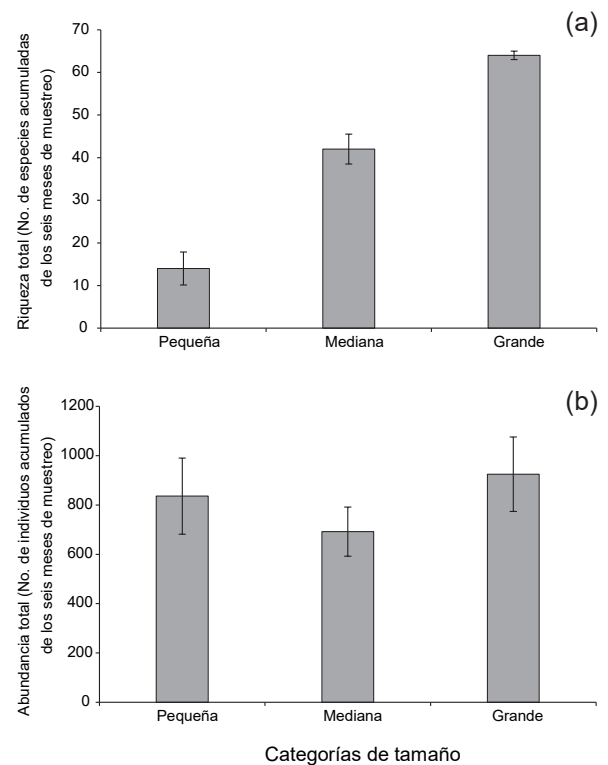 (a)
Riqueza total (No. de especies acumuladas
de los seis meses de muestreo)
70
60
50
40
30
20
10
0
Pequeña Mediana Grande
(b)
Abundancia total (No. de individuos acumulados
de los seis meses de muestreo)
1200
1000
800
600
400
200
0
Pequeña Mediana Grande
Categorías de tamaño